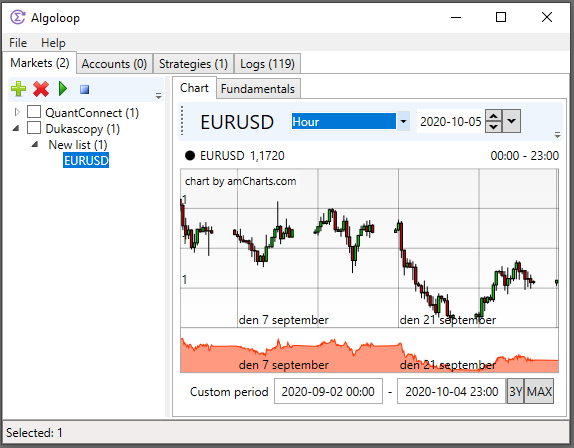 Algoloop
File Help
Markets (2) Accounts (0) Strategies (1) Logs (119)
Chart Fundamentals
QuantConnect (1)
Dukascopy (1)
New list (1)
EURUSD
EURUSD Hour 2020-10-05
EURUSD 1,1720 00:00 - 23:00
chart by amCharts.com
1
1
1
den 7 september den 21 september
den 7 september den 21 september
Custom period 2020-09-02 00:00 - 2020-10-04 23:00 3Y MAX
Selected: 1